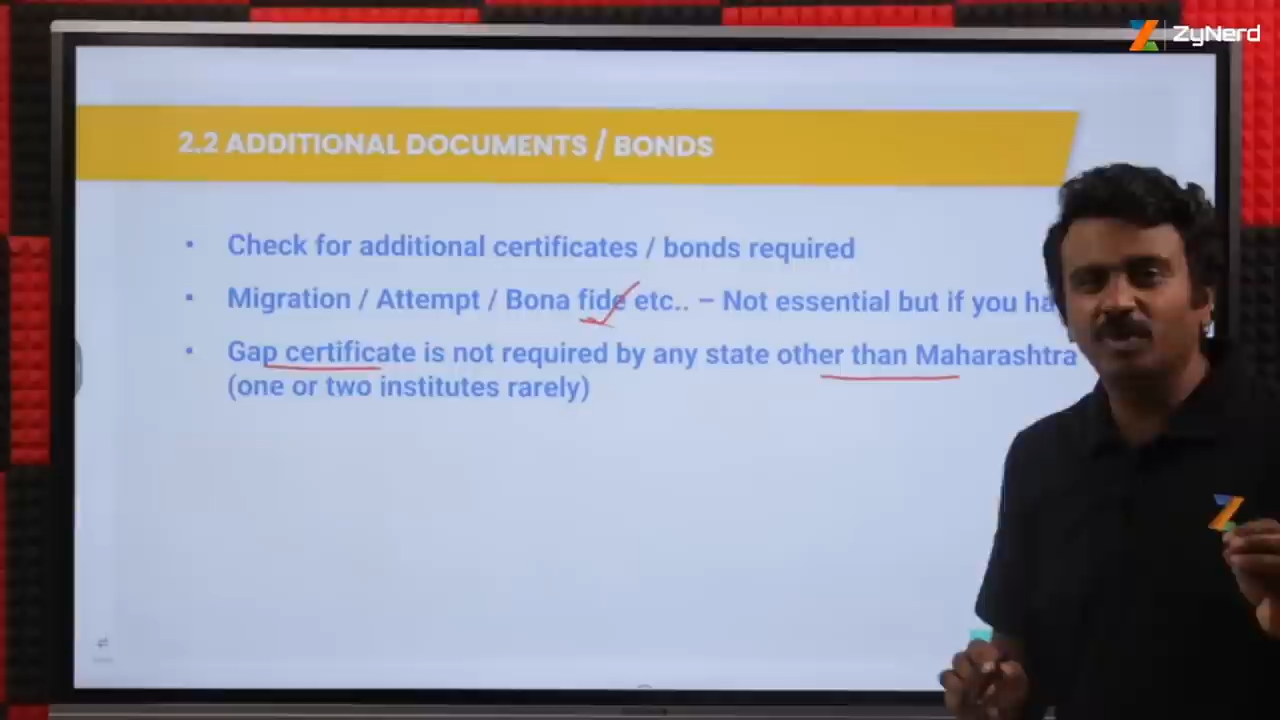 ZyNerd
2.2 ADDITIONAL DOCUMENTS / BONDS
• Check for additional certificates / bonds required
• Migration / Attempt / Bona fide etc.. – Not essential but if you ha
• Gap certificate is not required by any state other than Maharashtra
(one or two institutes rarely)